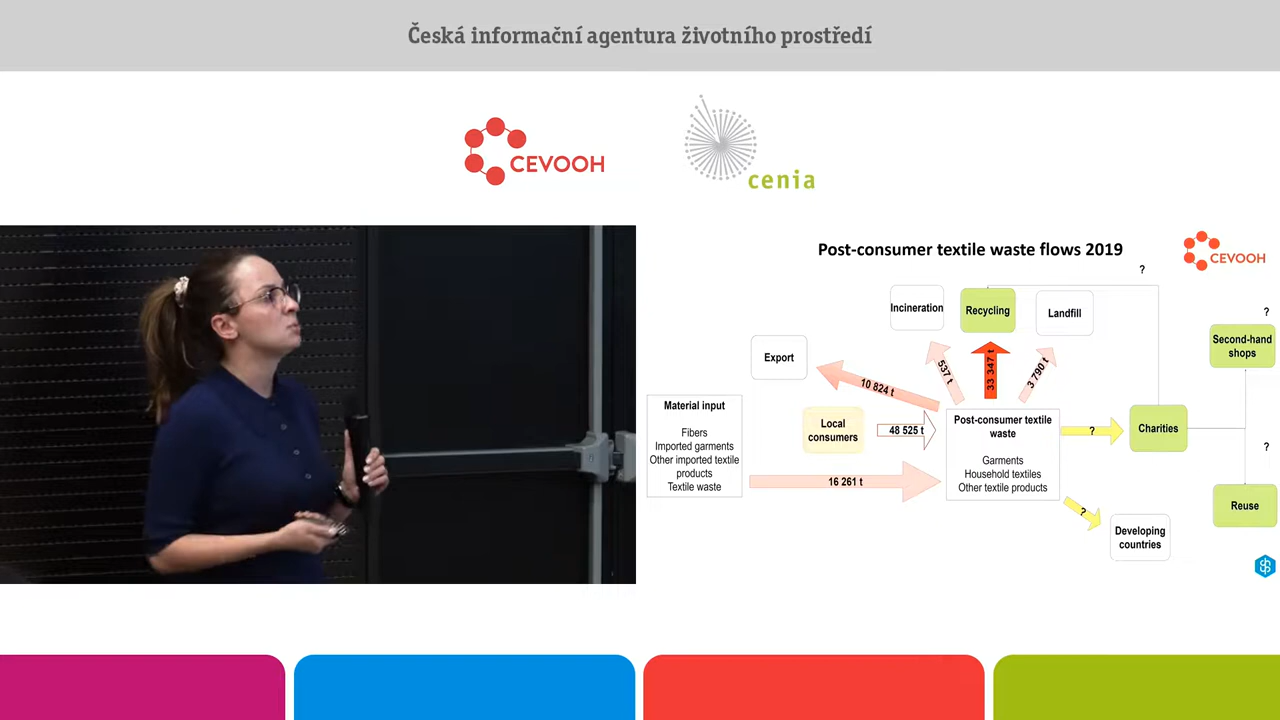 Česká informační agentura životního prostředí
CEVOOH
cenia
Post-consumer textile waste flows 2019
CEVOOH
?
Incineration
Recycling
Landfill
?
Second-hand
shops
Export
537 t
33 347 t
3 790 t
10 824 t
Material input
Fibers
Imported garments
Other imported textile
products
Textile waste
Local
consumers
48 525 t
Post-consumer textile
waste
Garments
Household textiles
Other textile products
?
Charities
?
16 261 t
?
Reuse
Developing
countries